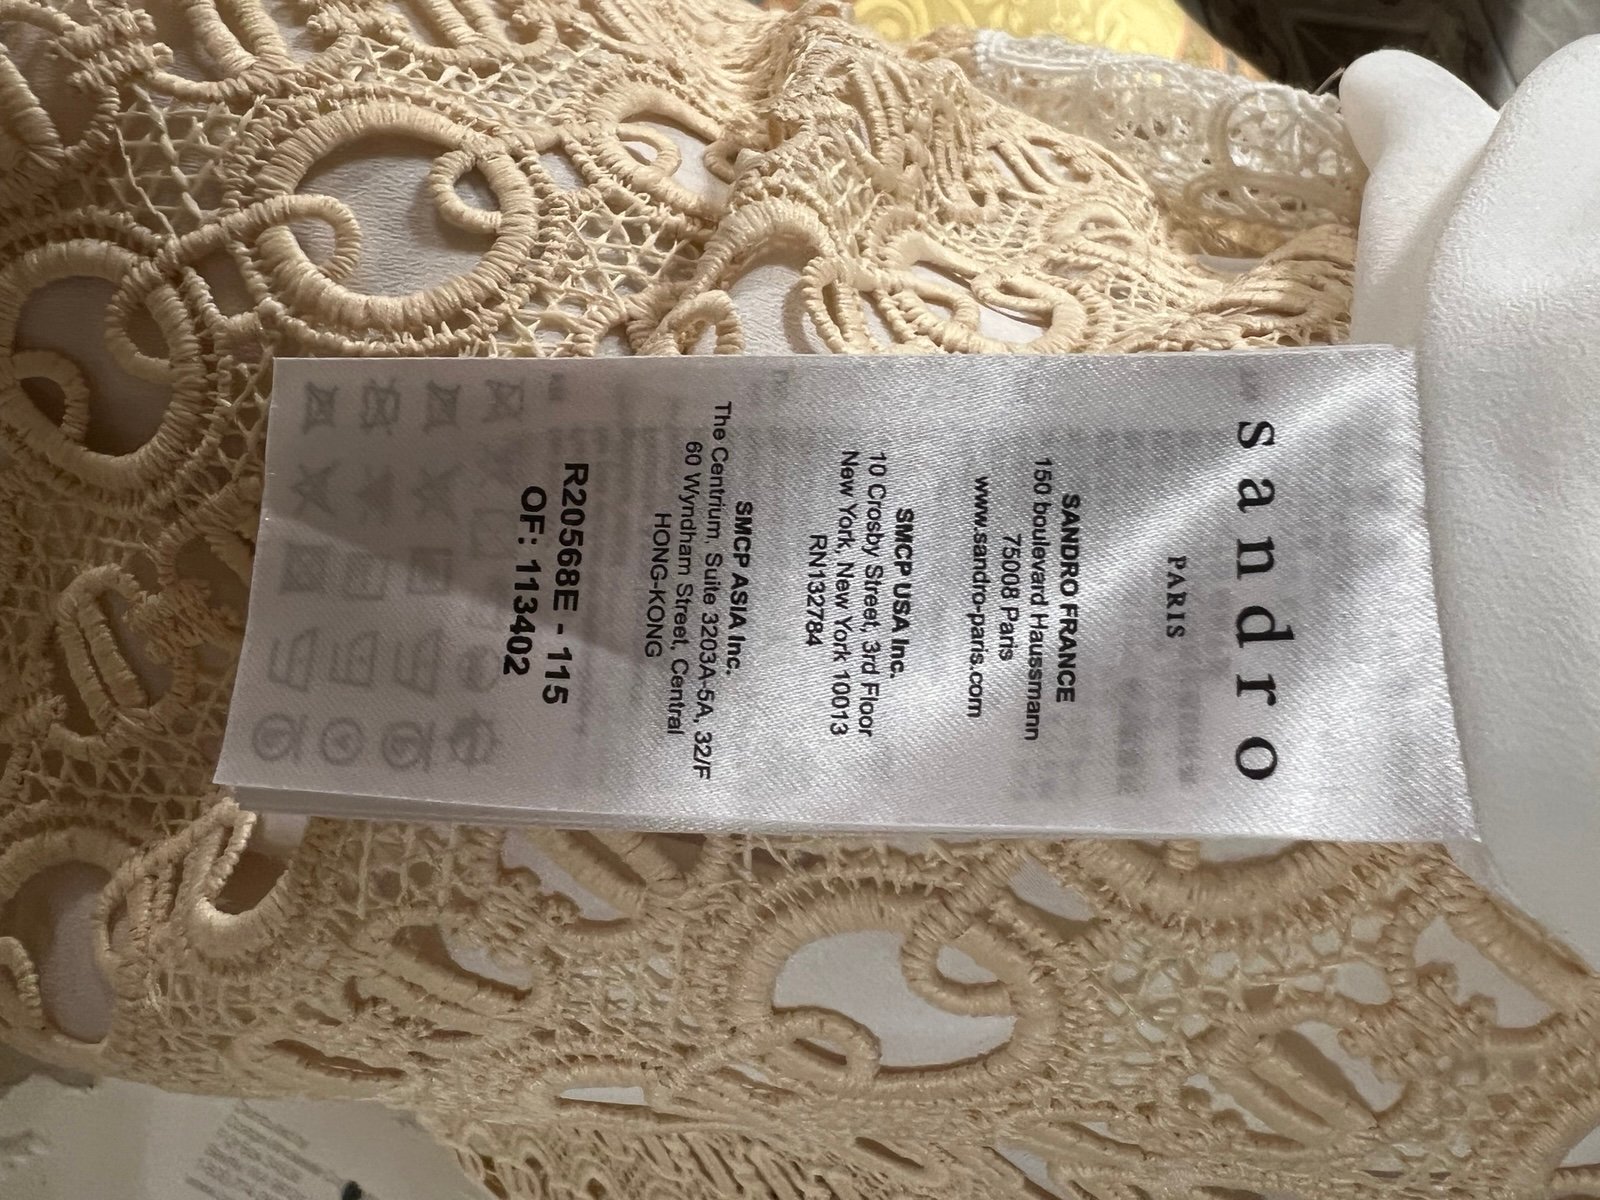 sandro
PARIS
SANDRO FRANCE
150 boulevard Haussmann
75008 Paris
www.sandro-paris.com
SMCP USA Inc.
10 Crosby Street, 3rd Floor
New York, New York 10013
RN132784
SMCP ASIA Inc.
The Centrium, Suite 3203A-5A, 32/F
60 Wyndham Street, Central
HONG-KONG
R20568E - 115
OF: 113402